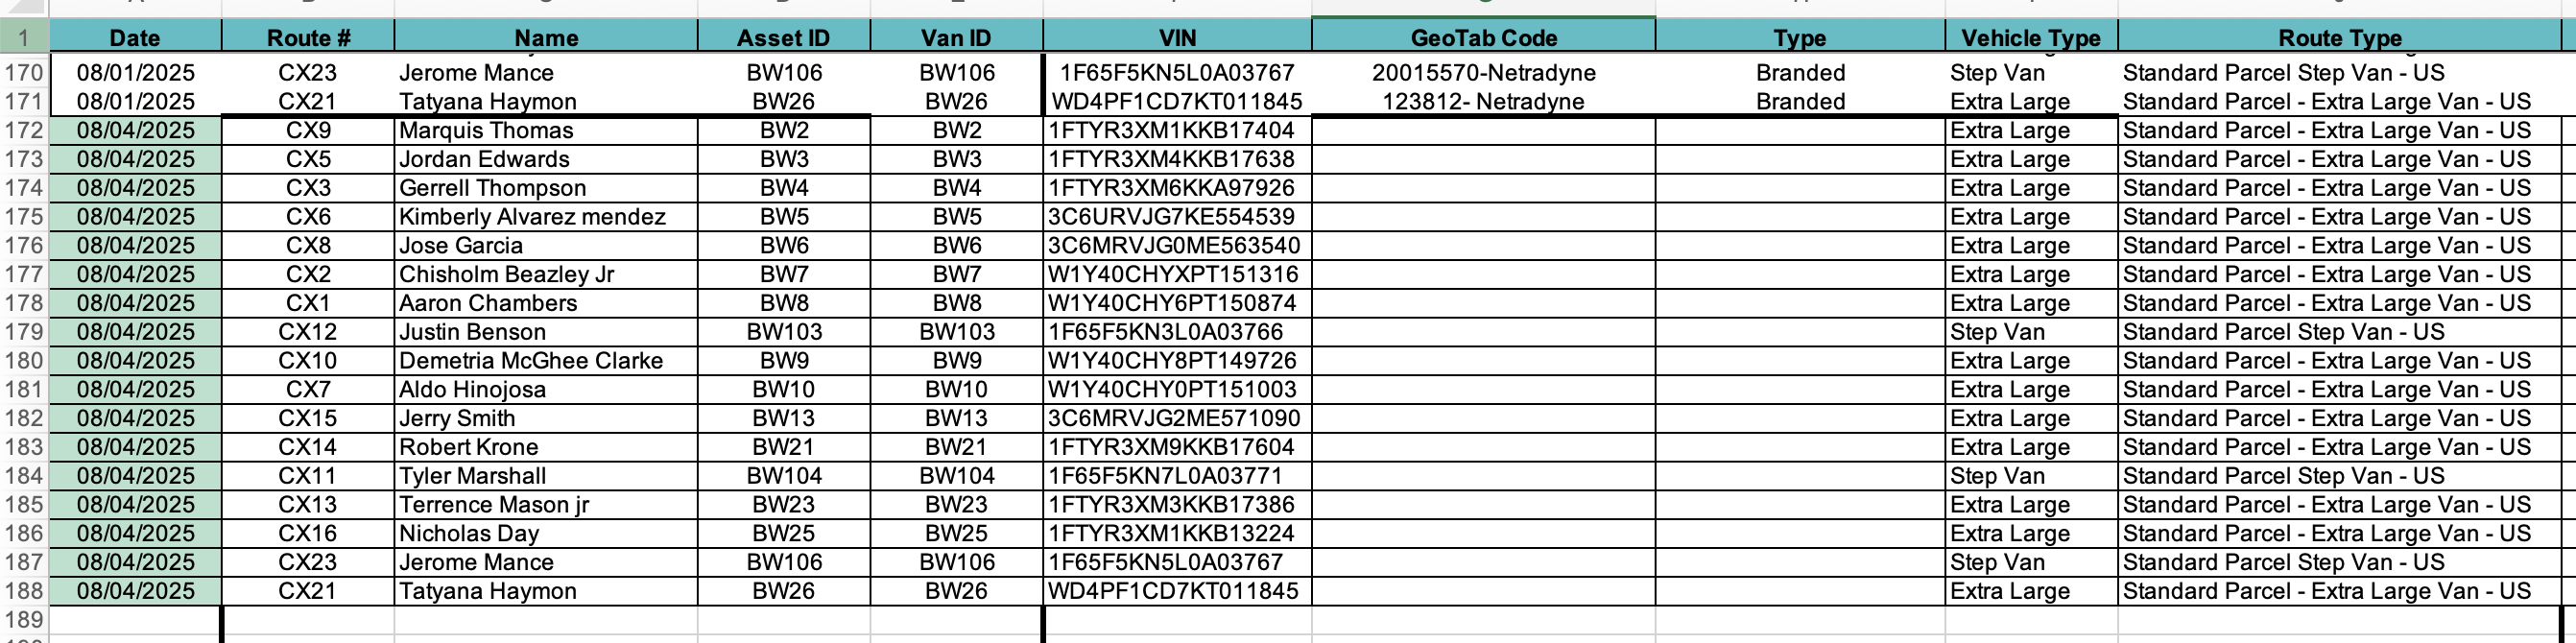 1 Date Route # Name Asset ID Van ID VIN GeoTab Code Type Vehicle Type Route Type
170 08/01/2025 CX23 Jerome Mance BW106 BW106 1F65F5KN5L0A03767 20015570-Netradyne Branded Step Van Standard Parcel Step Van - US
171 08/01/2025 CX21 Tatyana Haymon BW26 BW26 WD4PF1CD7KT011845 123812- Netradyne Branded Extra Large Standard Parcel - Extra Large Van - US
172 08/04/2025 CX9 Marquis Thomas BW2 BW2 1FTYR3XM1KKB17404 Extra Large Standard Parcel - Extra Large Van - US
173 08/04/2025 CX5 Jordan Edwards BW3 BW3 1FTYR3XM4KKB17638 Extra Large Standard Parcel - Extra Large Van - US
174 08/04/2025 CX3 Gerrell Thompson BW4 BW4 1FTYR3XM6KKA97926 Extra Large Standard Parcel - Extra Large Van - US
175 08/04/2025 CX6 Kimberly Alvarez mendez BW5 BW5 3C6URVJG7KE554539 Extra Large Standard Parcel - Extra Large Van - US
176 08/04/2025 CX8 Jose Garcia BW6 BW6 3C6MRVJG0ME563540 Extra Large Standard Parcel - Extra Large Van - US
177 08/04/2025 CX2 Chisholm Beazley Jr BW7 BW7 W1Y40CHYXPT151316 Extra Large Standard Parcel - Extra Large Van - US
178 08/04/2025 CX1 Aaron Chambers BW8 BW8 W1Y40CHY6PT150874 Extra Large Standard Parcel - Extra Large Van - US
179 08/04/2025 CX12 Justin Benson BW103 BW103 1F65F5KN3L0A03766 Step Van Standard Parcel Step Van - US
180 08/04/2025 CX10 Demetria McGhee Clarke BW9 BW9 W1Y40CHY8PT149726 Extra Large Standard Parcel - Extra Large Van - US
181 08/04/2025 CX7 Aldo Hinojosa BW10 BW10 W1Y40CHY0PT151003 Extra Large Standard Parcel - Extra Large Van - US
182 08/04/2025 CX15 Jerry Smith BW13 BW13 3C6MRVJG2ME571090 Extra Large Standard Parcel - Extra Large Van - US
183 08/04/2025 CX14 Robert Krone BW21 BW21 1FTYR3XM9KKB17604 Extra Large Standard Parcel - Extra Large Van - US
184 08/04/2025 CX11 Tyler Marshall BW104 BW104 1F65F5KN7L0A03771 Step Van Standard Parcel Step Van - US
185 08/04/2025 CX13 Terrence Mason jr BW23 BW23 1FTYR3XM3KKB17386 Extra Large Standard Parcel - Extra Large Van - US
186 08/04/2025 CX16 Nicholas Day BW25 BW25 1FTYR3XM1KKB13224 Extra Large Standard Parcel - Extra Large Van - US
187 08/04/2025 CX23 Jerome Mance BW106 BW106 1F65F5KN5L0A03767 Step Van Standard Parcel Step Van - US
188 08/04/2025 CX21 Tatyana Haymon BW26 BW26 WD4PF1CD7KT011845 Extra Large Standard Parcel - Extra Large Van - US
189